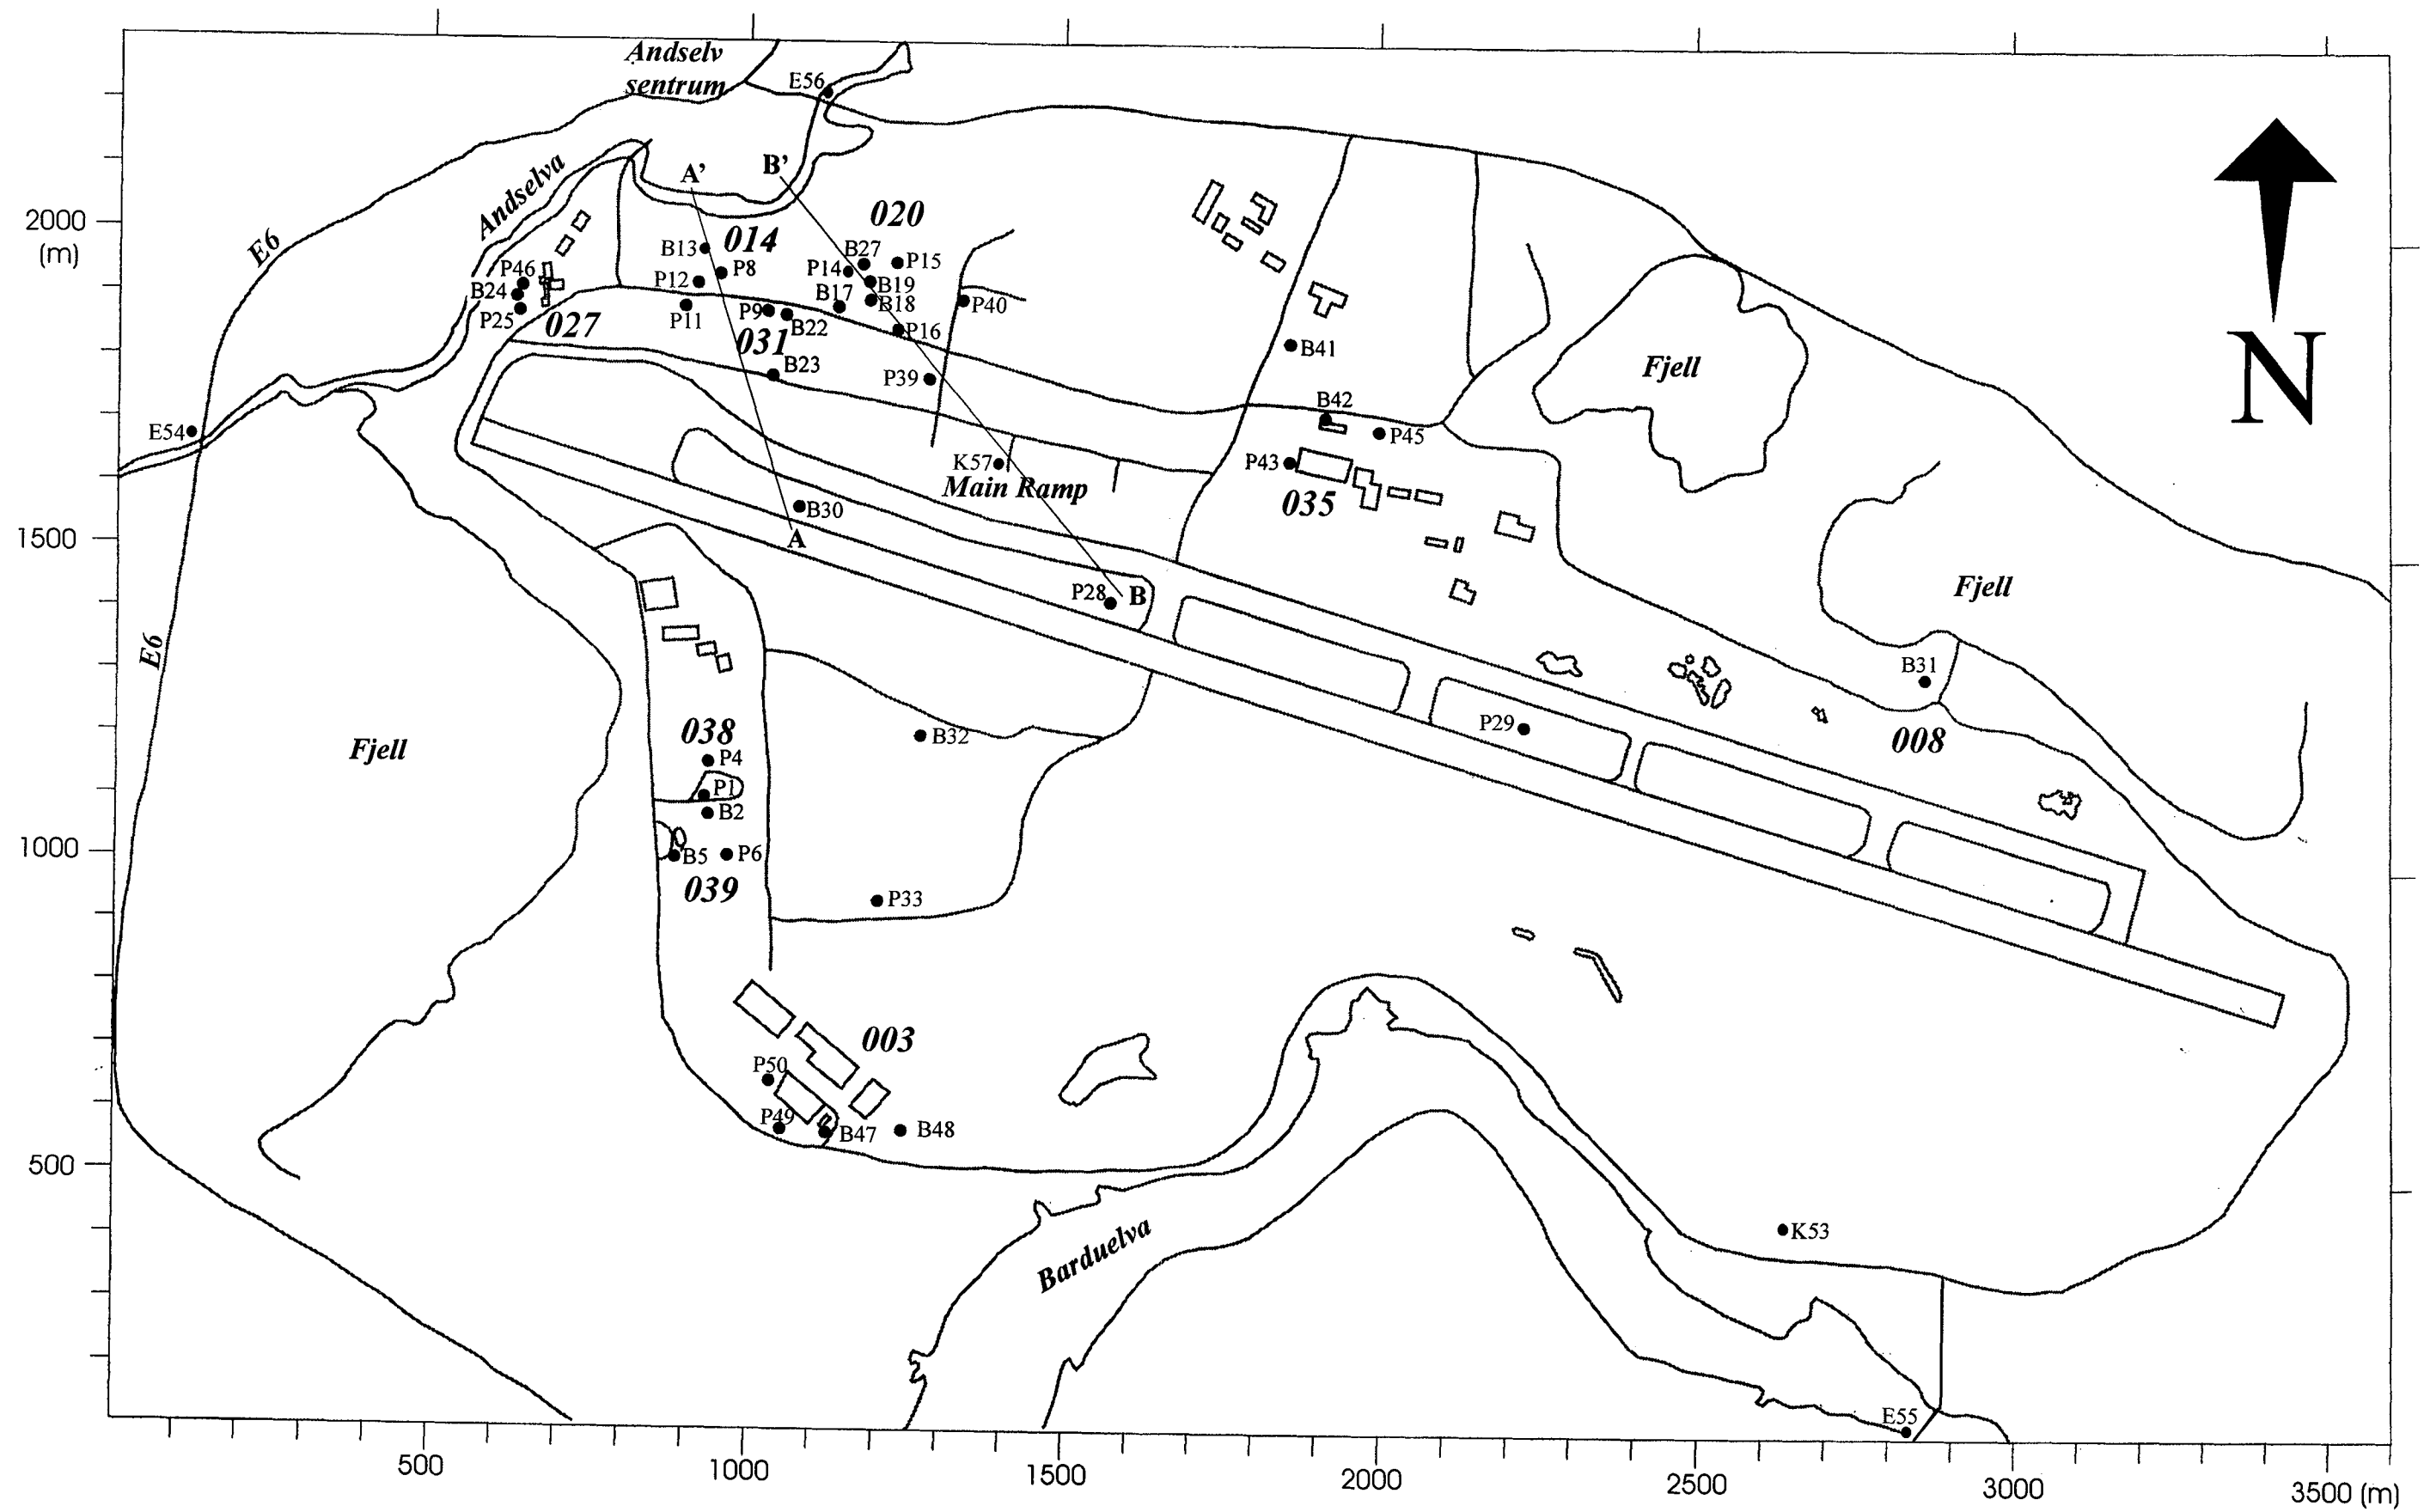 Andselv
sentrum
E56
A'
B'
Andselva
020
2000
(m)
E6
B13
014
B27
P15
P14
P46
P12
P8
B19
B24
B17
B18
P40
P25
027
P11
P9
B22
P16
031
B41
Fjell
B23
P39
B42
E54
P45
K57
P43
Main Ramp
035
N
B30
1500
A
P28
B
Fjell
E6
B31
P29
038
B32
008
Fjell
P4
P1
B2
1000
B5
P6
039
P33
003
P50
P49
B47
B48
500
K53
Barduelva
E55
500
1000
1500
2000
2500
3000
3500 (m)